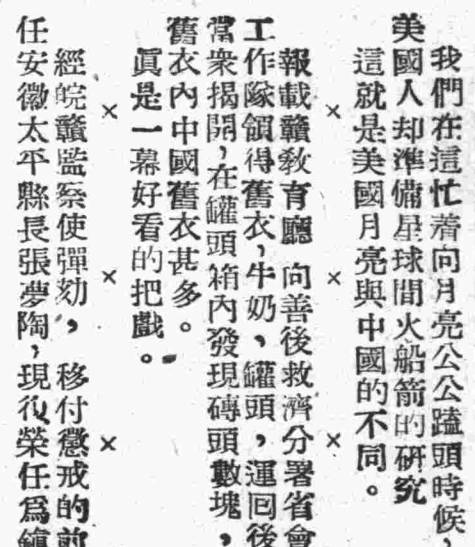 我們在這忙着向月亮公公蹟頭時候，
美國人却準備星球間火船箭的研究
這就是美國月亮與中國的不同。
× × ×
報載贛敎育廳 向善後救濟分署省會
工作隊領得舊衣，牛奶、罐頭，運回後
當衆揭開，在罐頭箱內發現磚頭數塊，
舊衣內中國舊衣甚多。
眞是一幕好看的把戲。
× × ×
經皖贛監察使彈劾， 移付懲戒的前
任安徽太平縣長張夢陶，現復榮任爲鎮